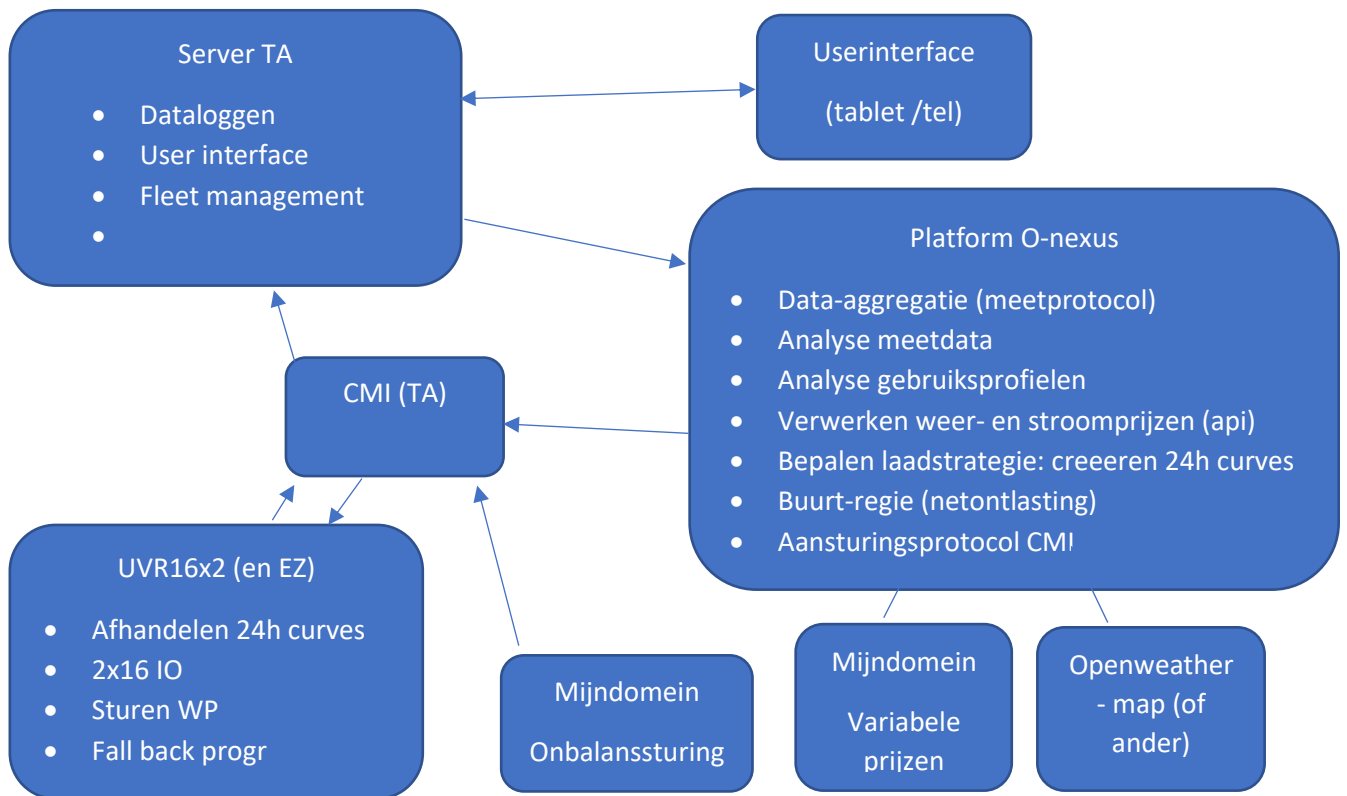 Server TA
• Dataloggen
• User interface
• Fleet management
•
Userinterface
(tablet /tel)
Platform O-nexus
• Data-aggregatie (meetprotocol)
• Analyse meetdata
• Analyse gebruiksprofielen
• Verwerken weer- en stroomprijzen (api)
• Bepalen laadstrategie: creeeren 24h curves
• Buurt-regie (netontlasting)
• Aansturingsprotocol CMI
CMI (TA)
UVR16x2 (en EZ)
• Afhandelen 24h curves
• 2x16 IO
• Sturen WP
• Fall back progr
Mijndomein
Onbalanssturing
Mijndomein
Variabele
prijzen
Openweather
- map (of
ander)